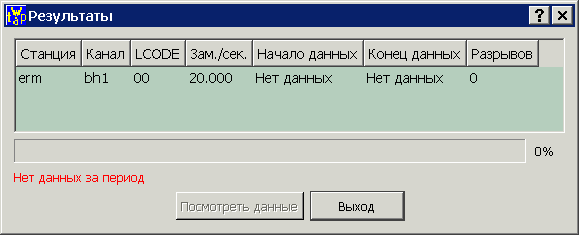 twap Результаты
Станция Канал LCODE Зам./сек. Начало данных Конец данных Разрывов
erm bh1 00 20.000 Нет данных Нет данных 0
0%
Нет данных за период
Посмотреть данные Выход